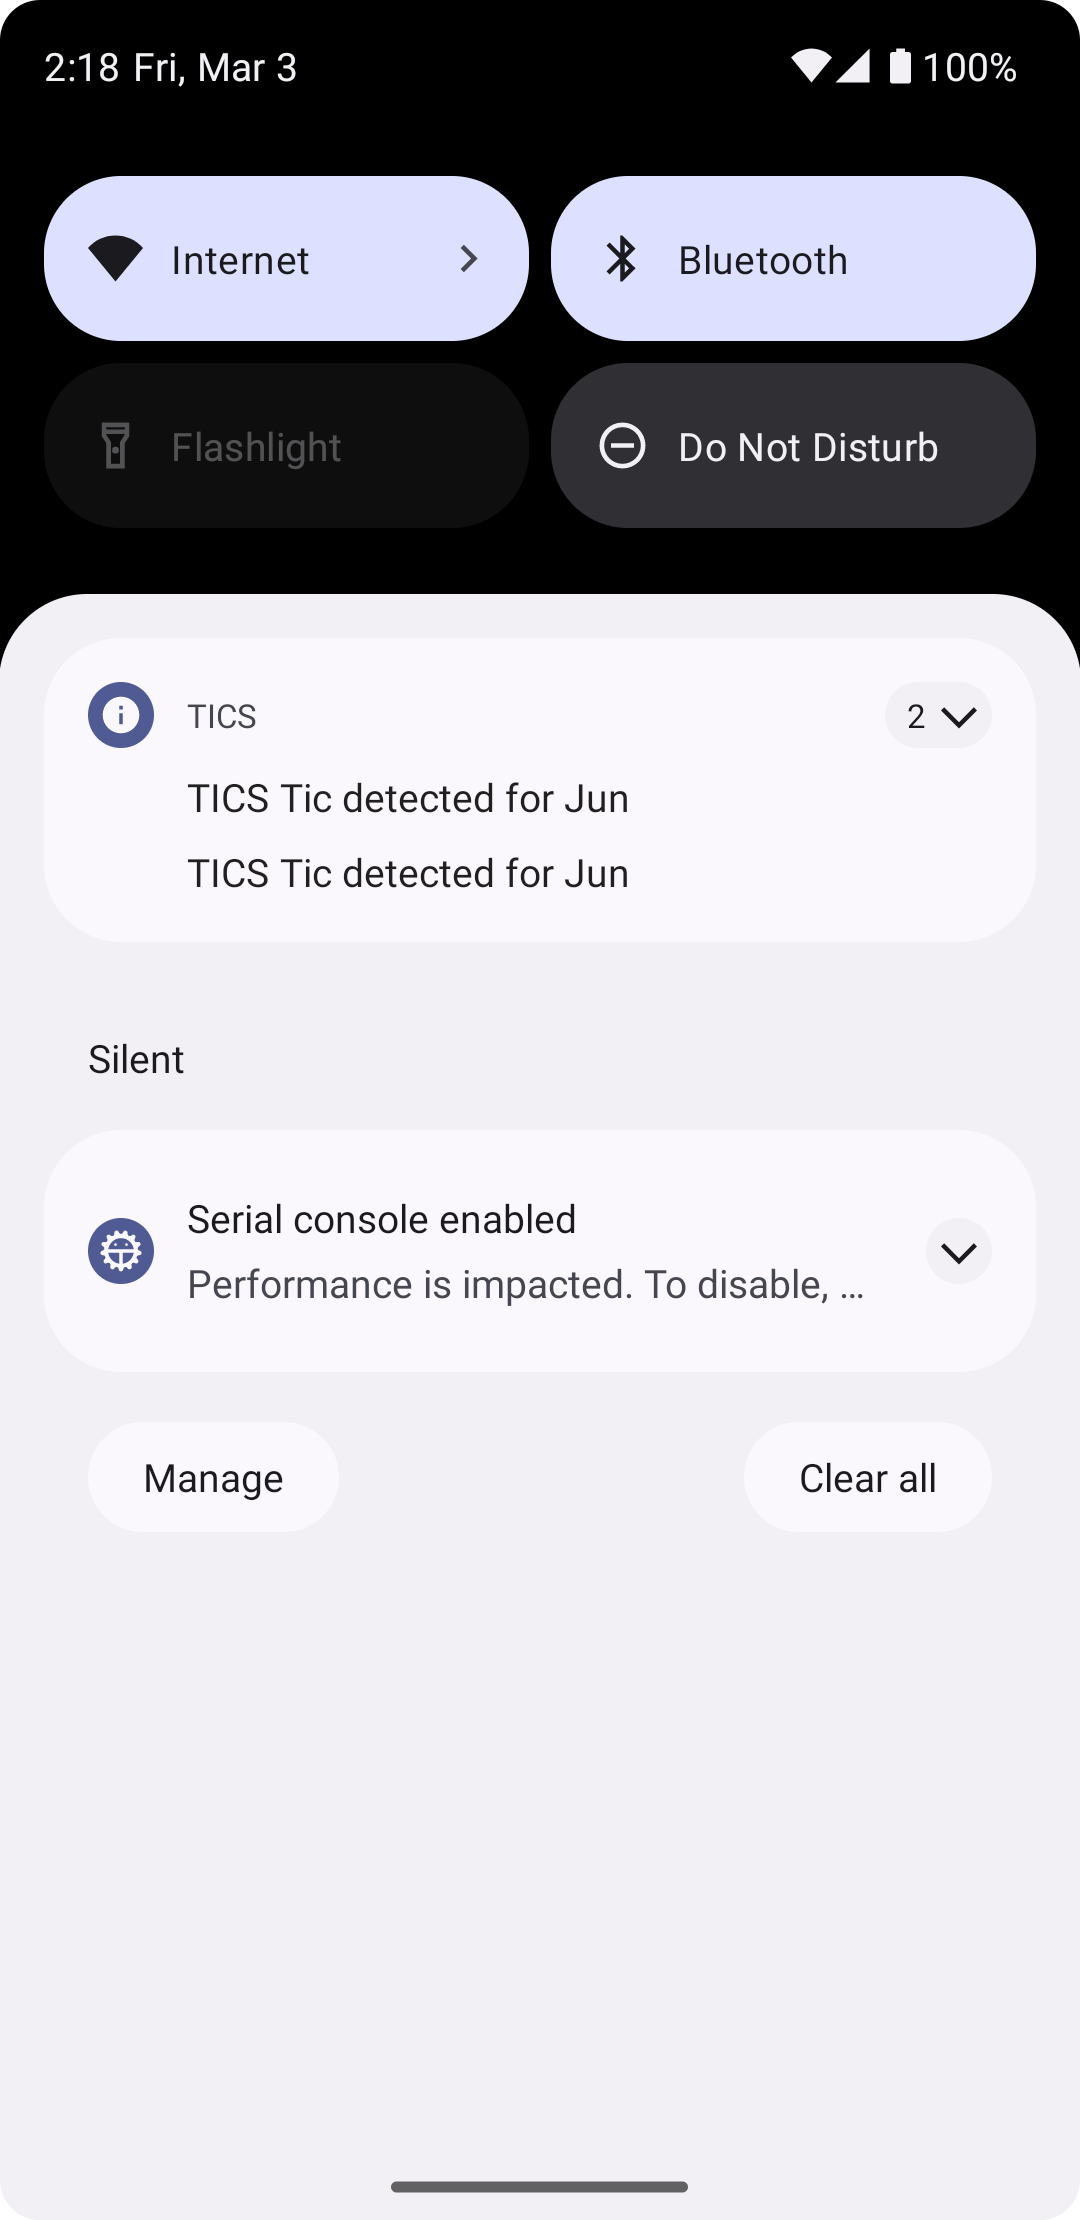 2:18 Fri, Mar 3 100%
Internet
Bluetooth
Flashlight
Do Not Disturb
TICS 2
TICS Tic detected for Jun
TICS Tic detected for Jun
Silent
Serial console enabled
Performance is impacted. To disable, …
Manage
Clear all